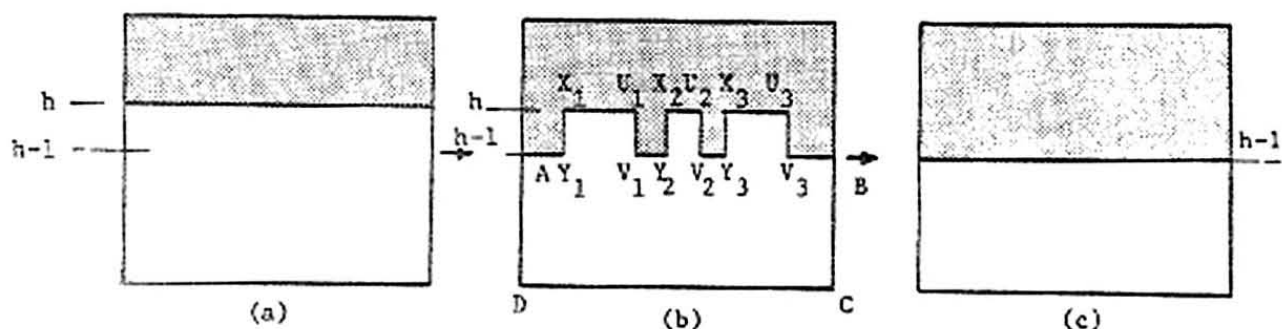 h
h-1
(a)
X₁ U₁ X₂ U₂ X₃ U₃
h
h-1
A Y₁ V₁ Y₂ V₂ Y₃ V₃ B
D C
(b)
h-1
(c)